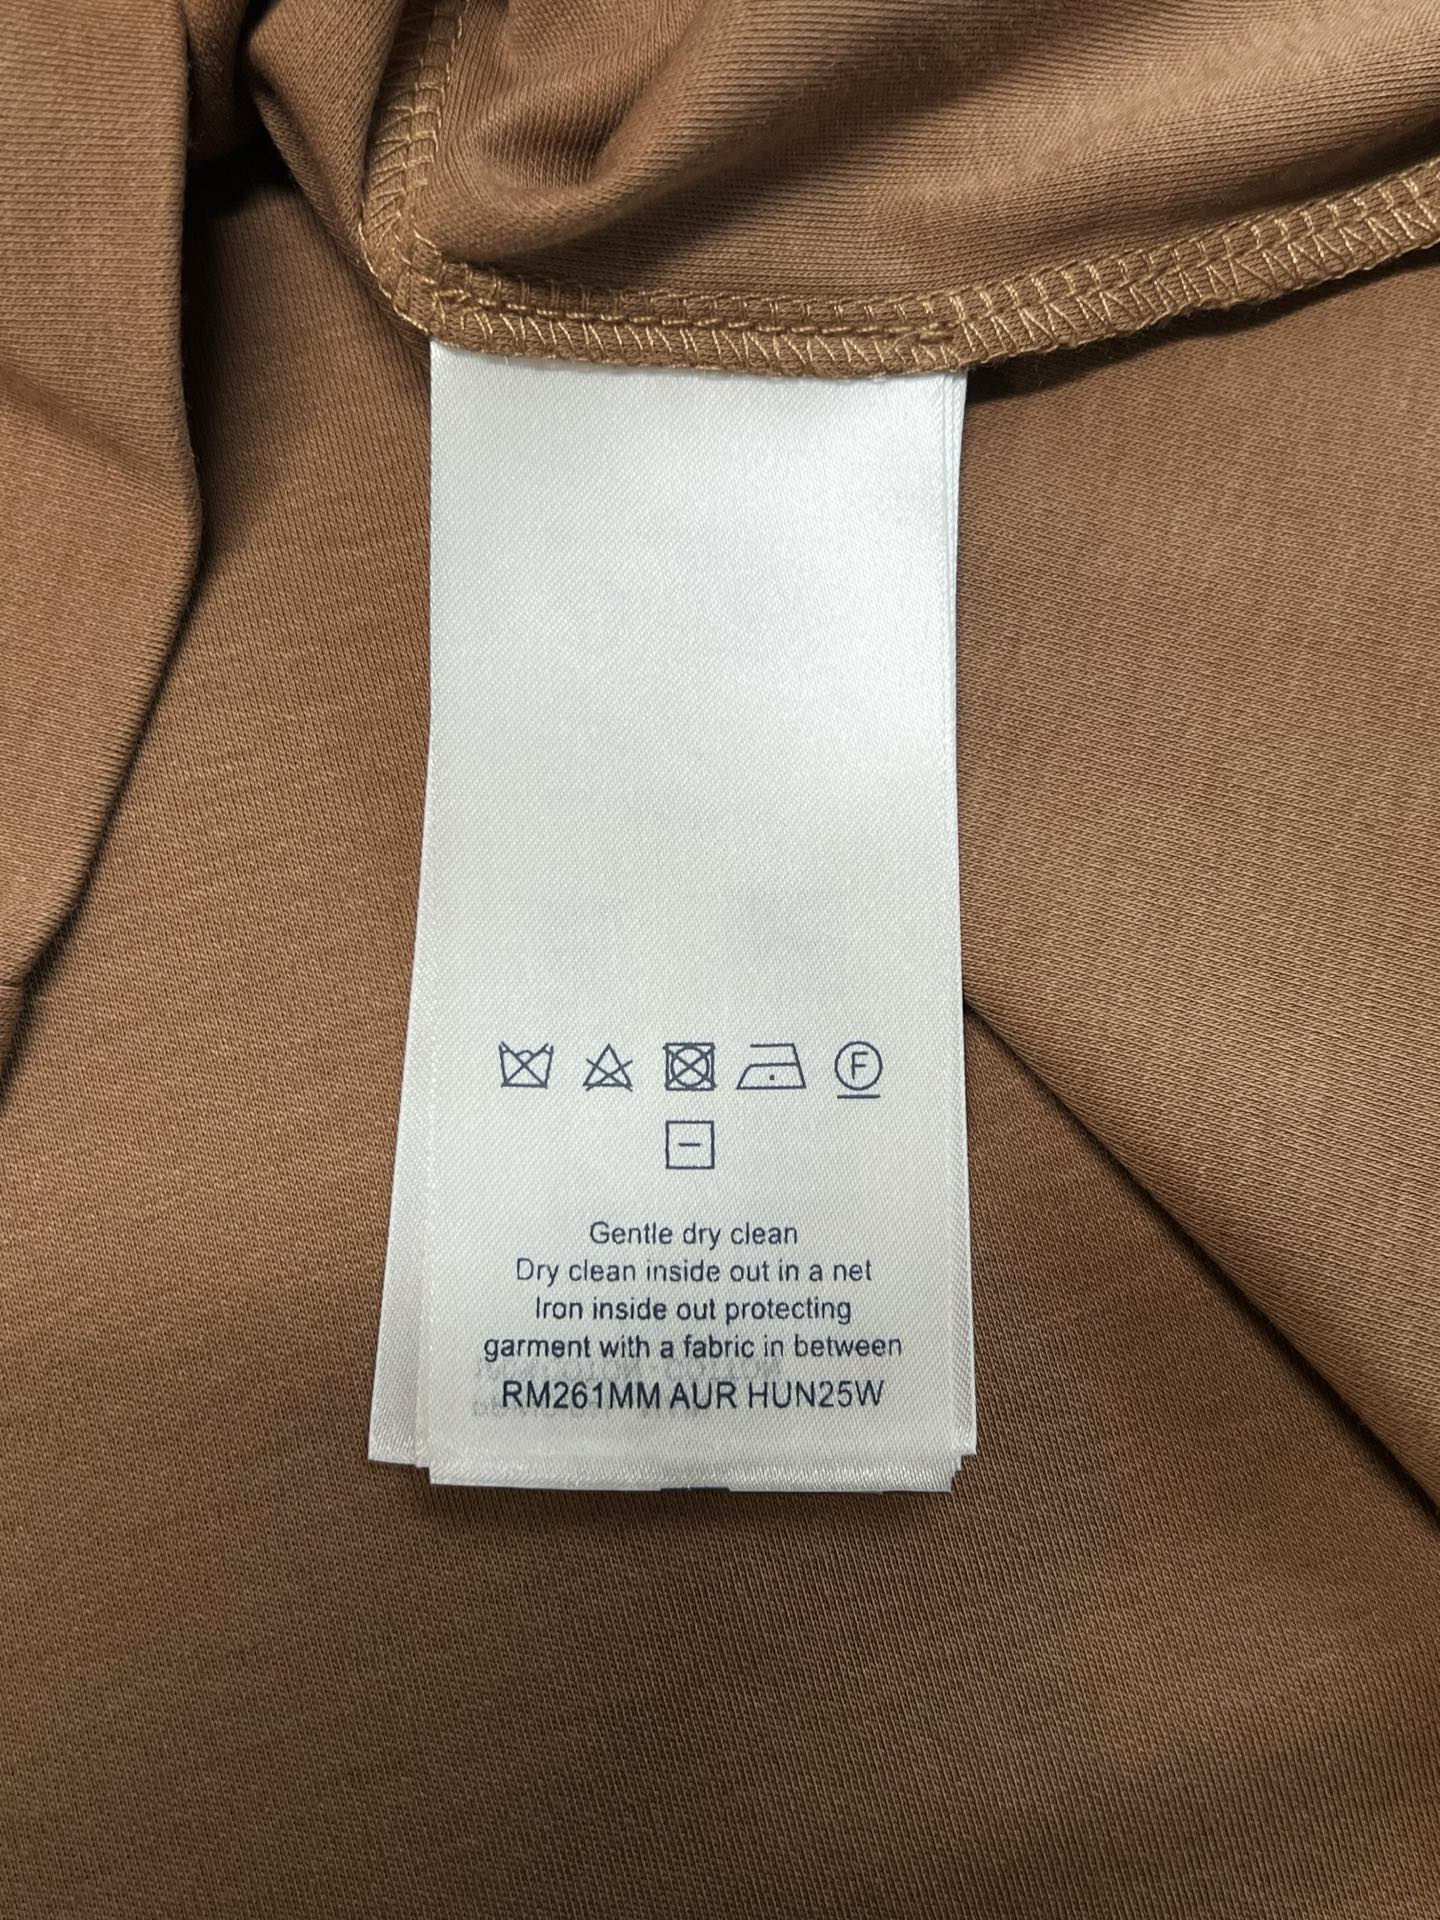 F
Gentle dry clean
Dry clean inside out in a net
Iron inside out protecting
garment with a fabric in between
RM261MM AUR HUN25W